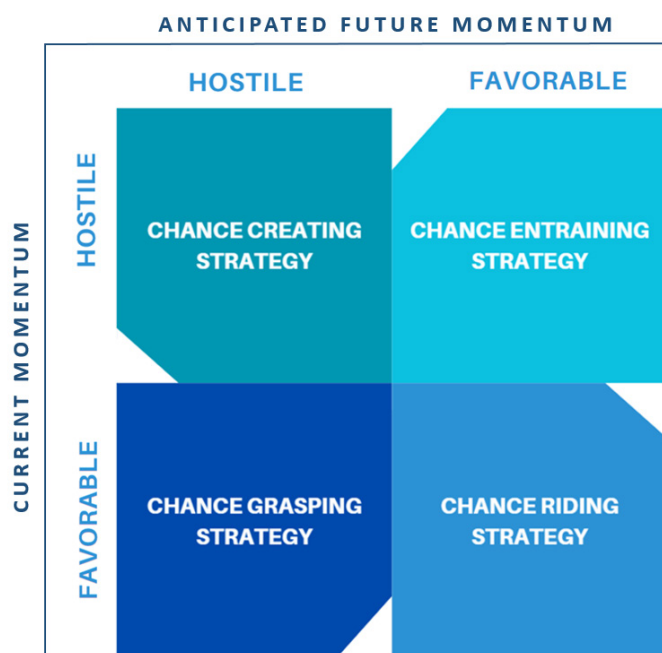 ANTICIPATED FUTURE MOMENTUM
HOSTILE
FAVORABLE
CURRENT MOMENTUM
HOSTILE
CHANCE CREATING
STRATEGY
CHANCE ENTRAINING
STRATEGY
FAVORABLE
CHANCE GRASPING
STRATEGY
CHANCE RIDING
STRATEGY